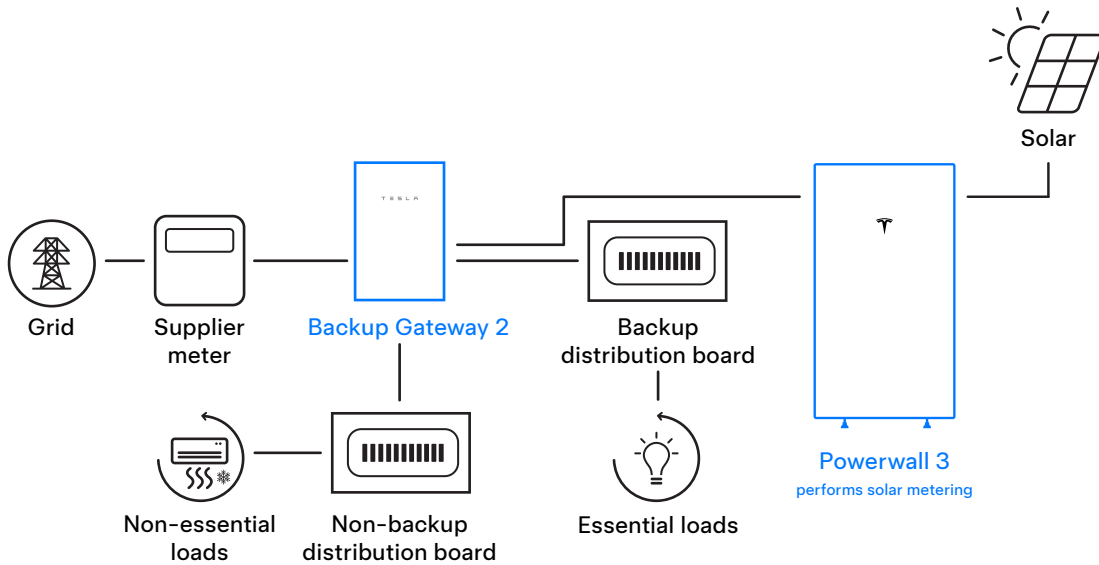 Solar
TESLA
Grid
Supplier
meter
Backup Gateway 2
Backup
distribution board
Powerwall 3
performs solar metering
Non-essential
loads
Non-backup
distribution board
Essential loads